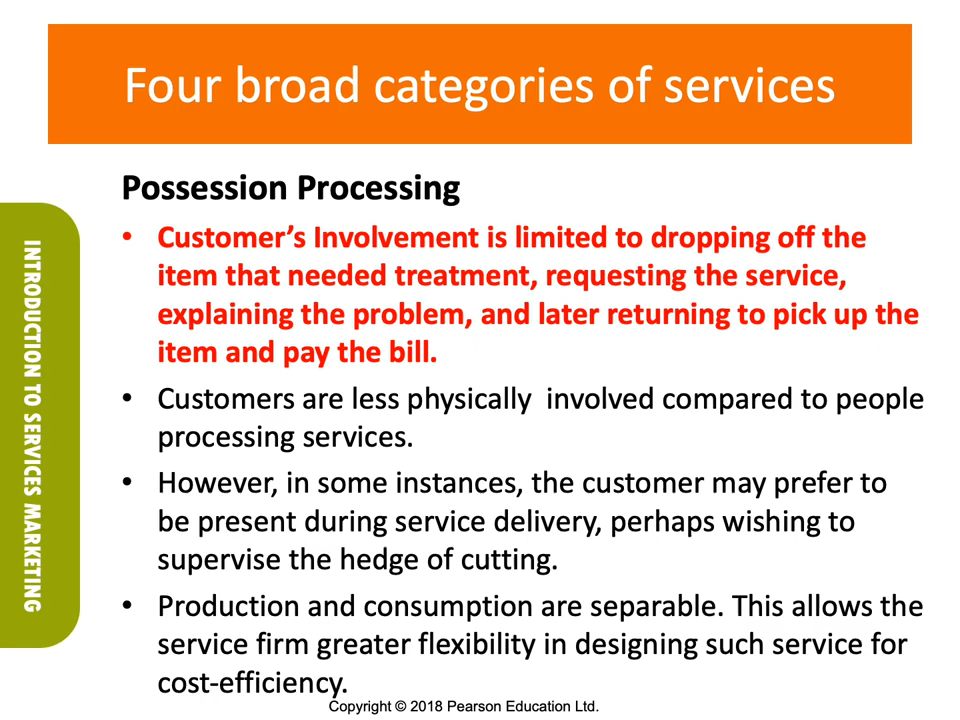 Four broad categories of services
INTRODUCTION TO SERVICES MARKETING
Possession Processing
• Customer’s Involvement is limited to dropping off the
item that needed treatment, requesting the service,
explaining the problem, and later returning to pick up the
item and pay the bill.
• Customers are less physically  involved compared to people
processing services.
• However, in some instances, the customer may prefer to
be present during service delivery, perhaps wishing to
supervise the hedge of cutting.
• Production and consumption are separable. This allows the
service firm greater flexibility in designing such service for
cost-efficiency.
Copyright © 2018 Pearson Education Ltd.